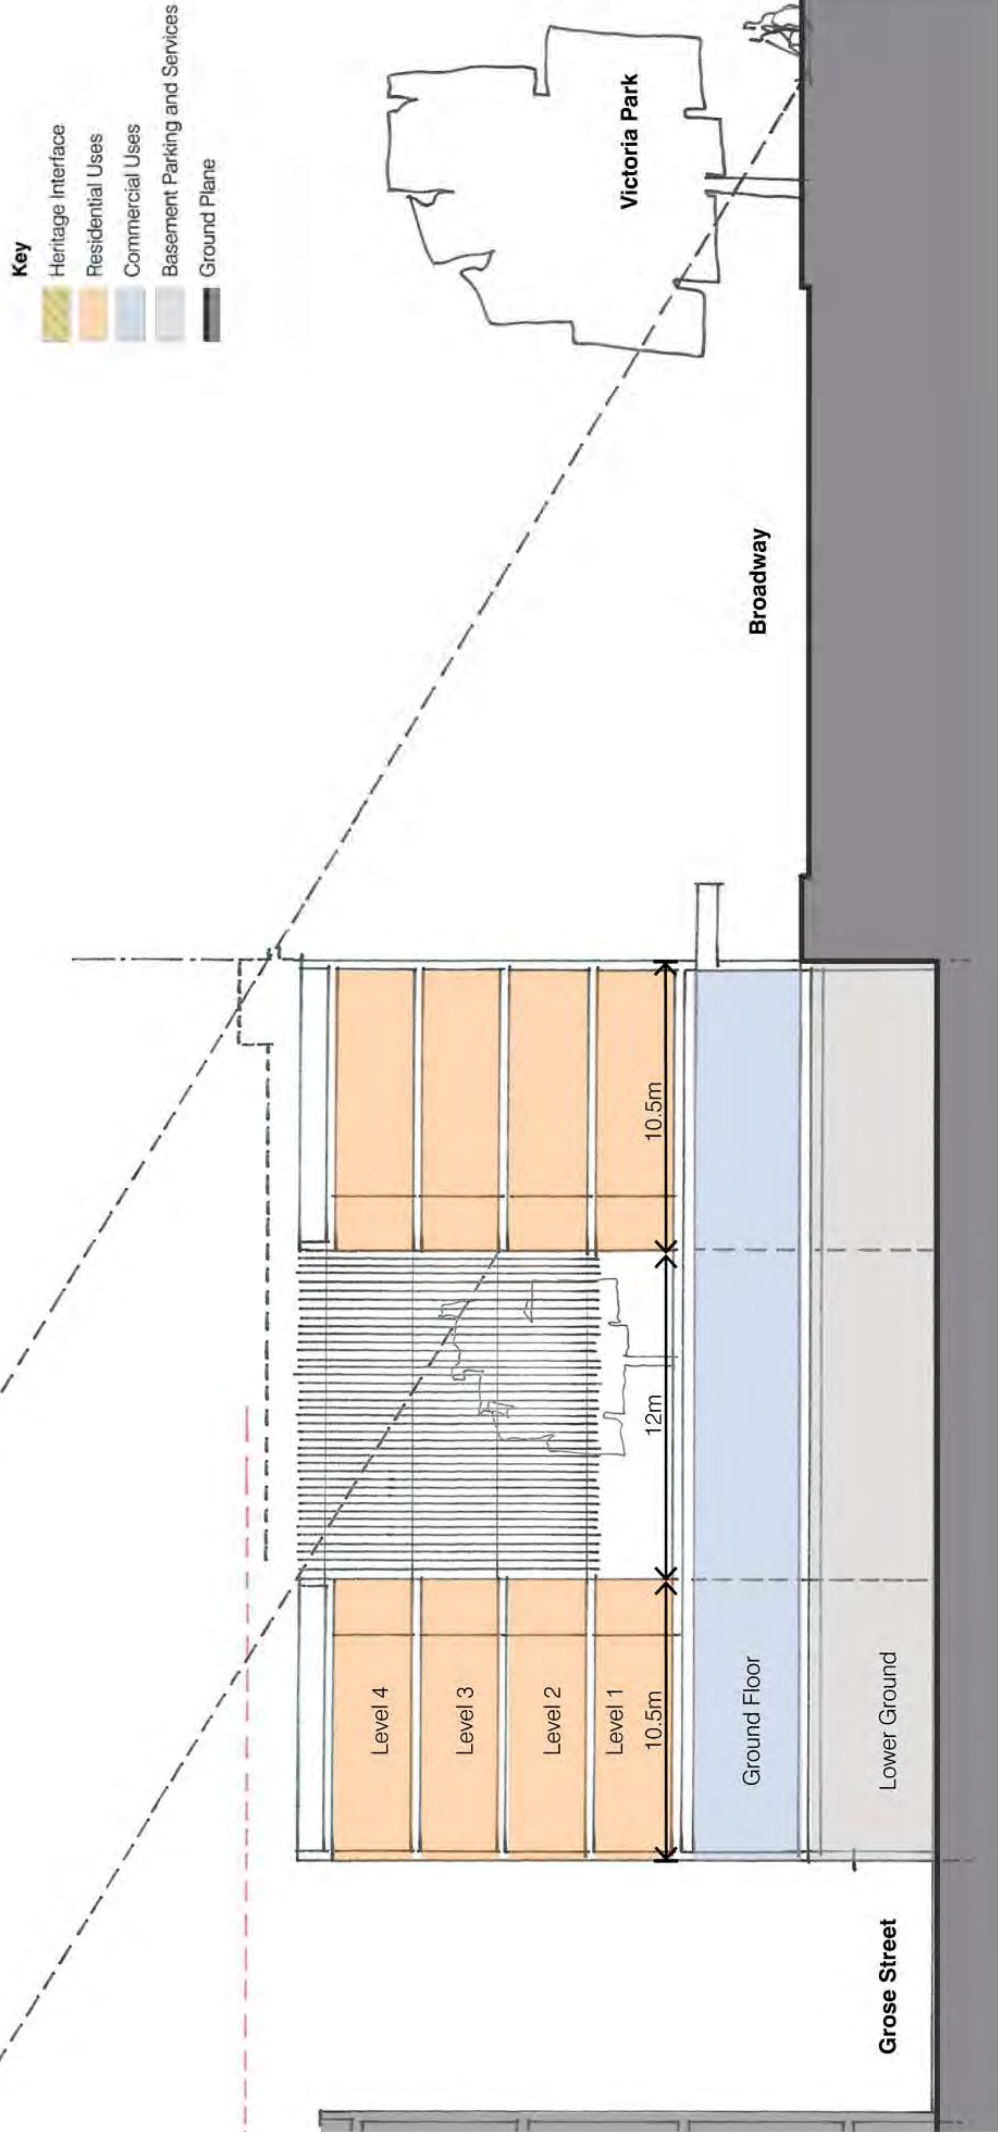 Key
Heritage Interface
Residential Uses
Commercial Uses
Basement Parking and Services
Ground Plane
Victoria Park
Broadway
Level 4
Level 3
Level 2
Level 1
10.5m
12m
10.5m
Ground Floor
Lower Ground
Grose Street